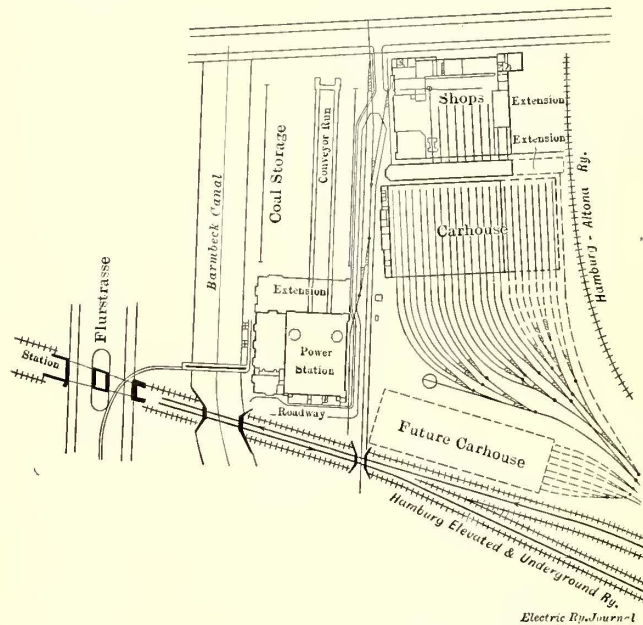 Shops
Extension
Extension
Hamburg - Altona Ry.
Coal Storage
Conveyor Run
Barmbeck Canal
Carhouse
Flurstrasse
Extension
Station
Power
Station
Roadway
Future Carhouse
Hamburg Elevated & Underground Ry.
Electric Ry. Journal